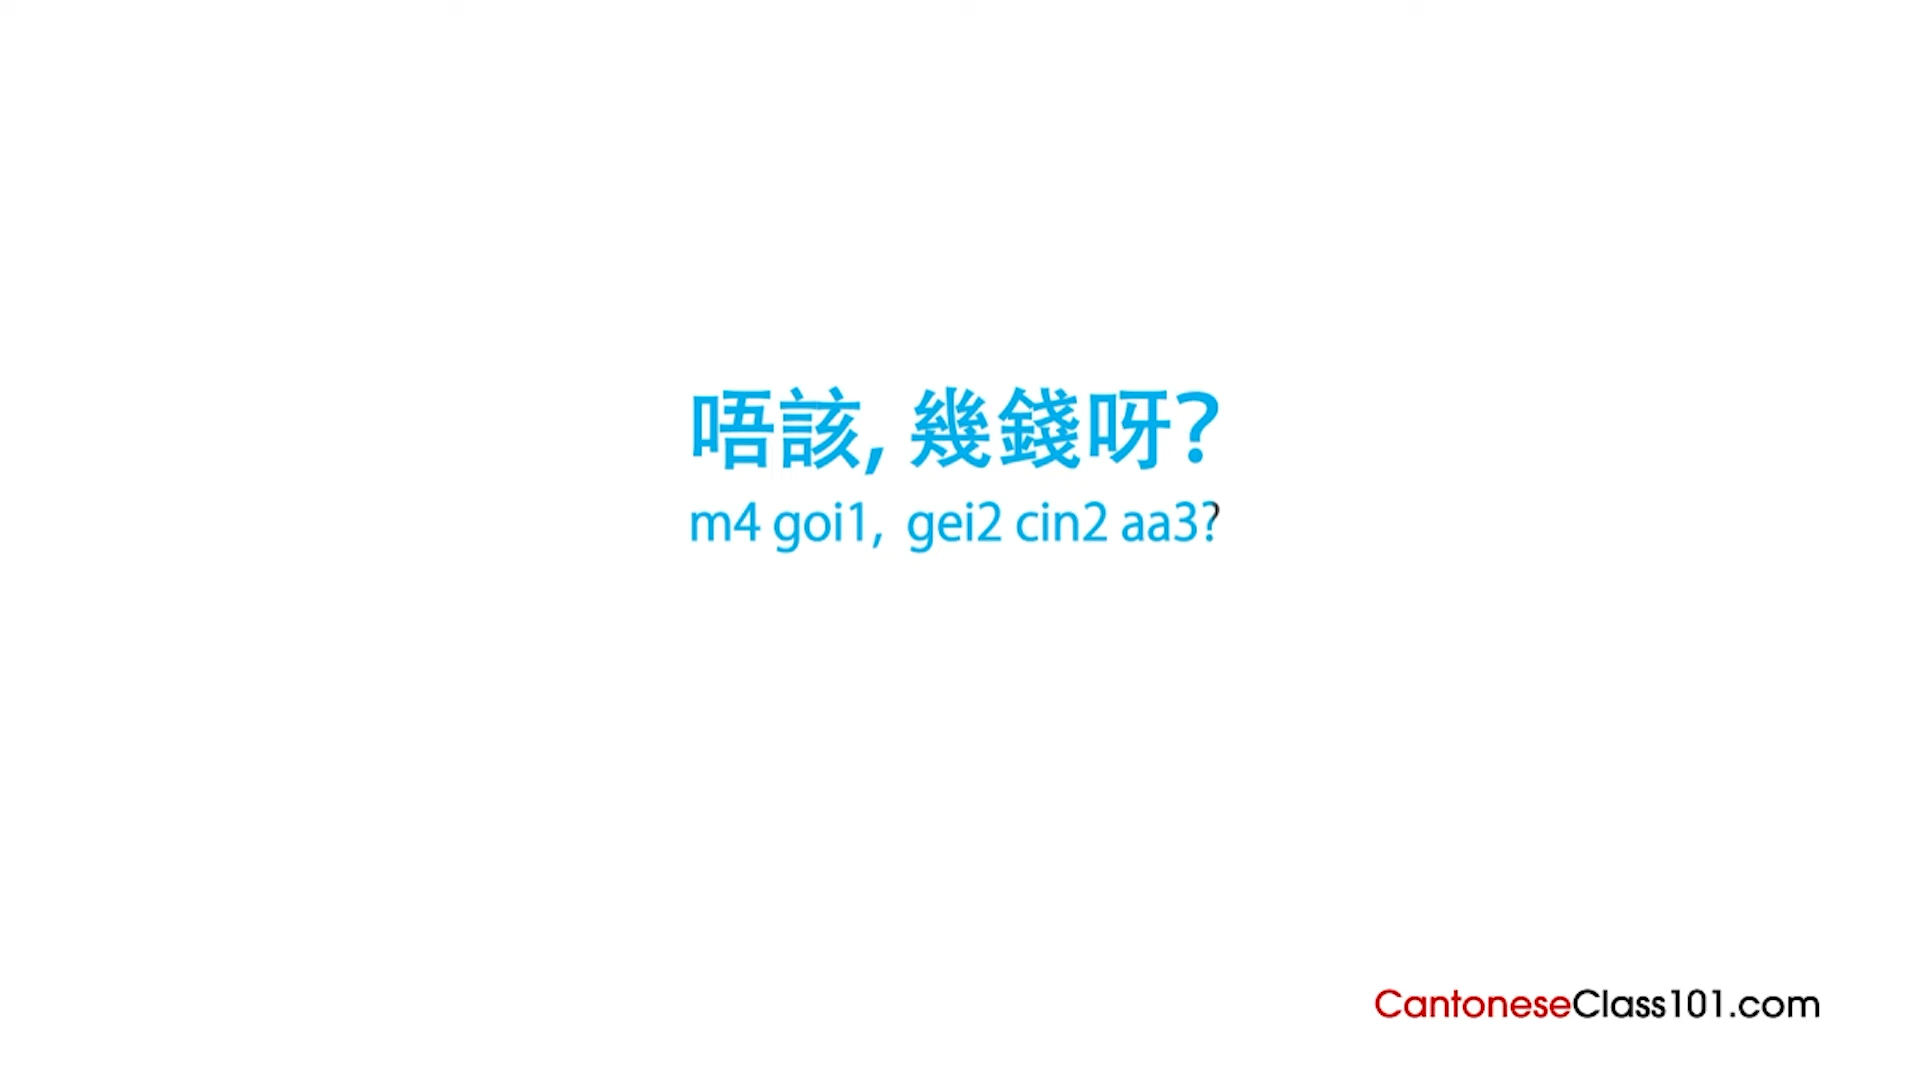 唔該, 幾錢呀?
m4 goi1, gei2 cin2 aa3?
CantoneseClass101.com